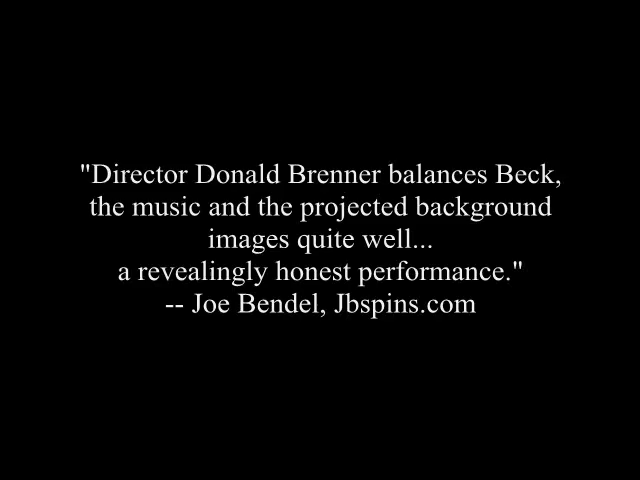 "Director Donald Brenner balances Beck,
the music and the projected background
images quite well...
a revealingly honest performance."
-- Joe Bendel, Jbspins.com